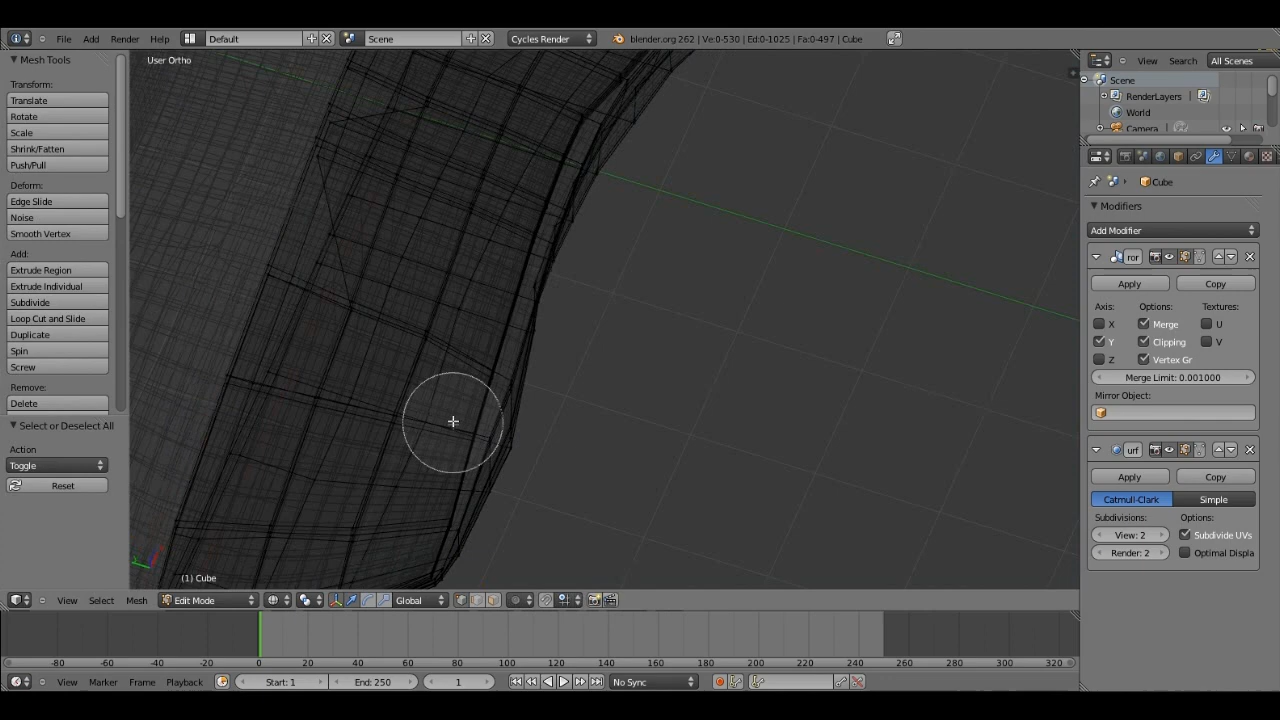 File Add Render Help Default Scene Cycles Render blender.org 262 | Ve:0-530 | Ed:0-1025 | Fa:0-497 | Cube
Mesh Tools
Transform:
Translate
Rotate
Scale
Shrink/Fatten
Push/Pull
Deform:
Edge Slide
Noise
Smooth Vertex
Add:
Extrude Region
Extrude Individual
Subdivide
Loop Cut and Slide
Duplicate
Spin
Screw
Remove:
Delete
Select or Deselect All
Action
Toggle
Reset
User Ortho
(1) Cube
View Select Mesh Edit Mode Global
-80 -60 -40 -20 0 20 40 60 80 100 120 140 160 180 200 220 240 260 280 300 320
View Marker Frame Playback Start: 1 End: 250 1 No Sync
View Search All Scenes
Scene
RenderLayers
World
Camera
Cube
Modifiers
Add Modifier
ror
Apply Copy
Axis: Options: Textures:
X Merge U
Y Clipping V
Z Vertex Gr
Merge Limit: 0.001000
Mirror Object:
urf
Apply Copy
Catmull-Clark Simple
Subdivisions: Options:
View: 2 Subdivide UVs
Render: 2 Optimal Displa